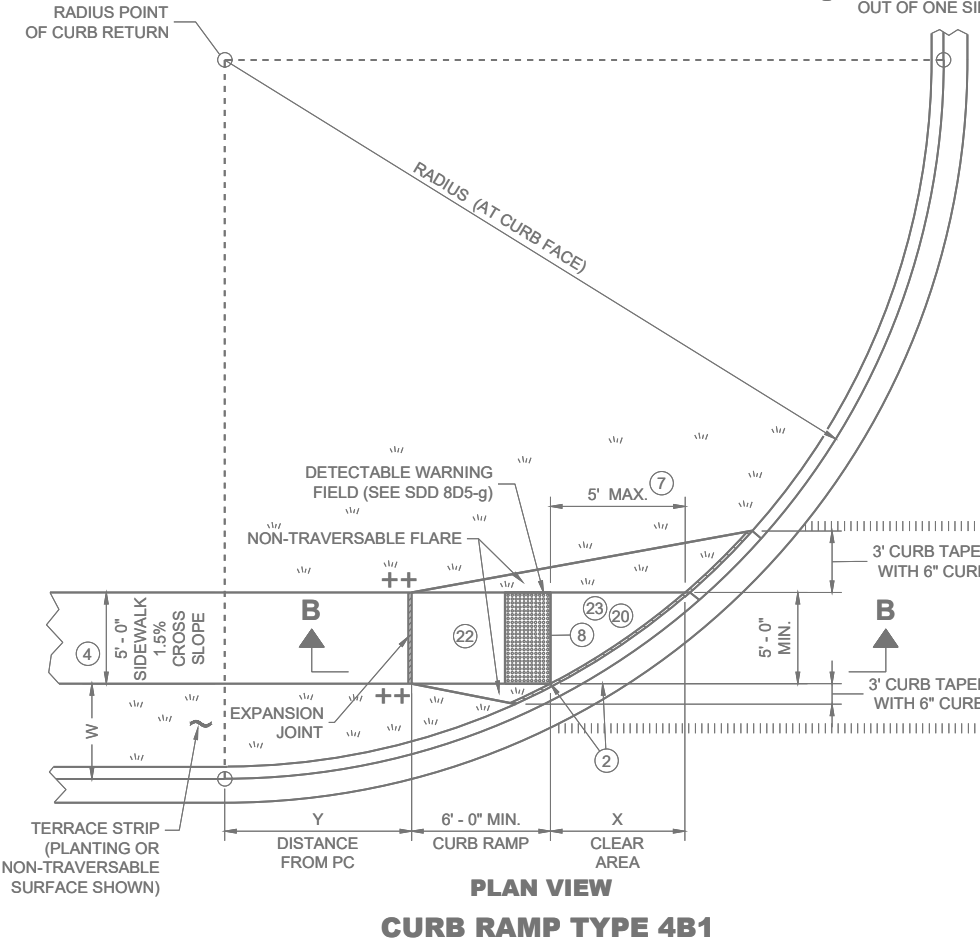 OUT OF ONE SI
RADIUS POINT
OF CURB RETURN
RADIUS (AT CURB FACE)
DETECTABLE WARNING
FIELD (SEE SDD 8D5-g)
5' MAX. 7
NON-TRAVERSABLE FLARE
3' CURB TAPE
WITH 6" CUR
++
B
4
5' - 0"
SIDEWALK
1.5%
CROSS
SLOPE
22
23 20
8
5' - 0"
MIN.
B
++
3' CURB TAPE
WITH 6" CUR
W
EXPANSION
JOINT
2
TERRACE STRIP
(PLANTING OR
NON-TRAVERSABLE
SURFACE SHOWN)
Y
DISTANCE
FROM PC
6' - 0" MIN.
CURB RAMP
X
CLEAR
AREA
PLAN VIEW
CURB RAMP TYPE 4B1